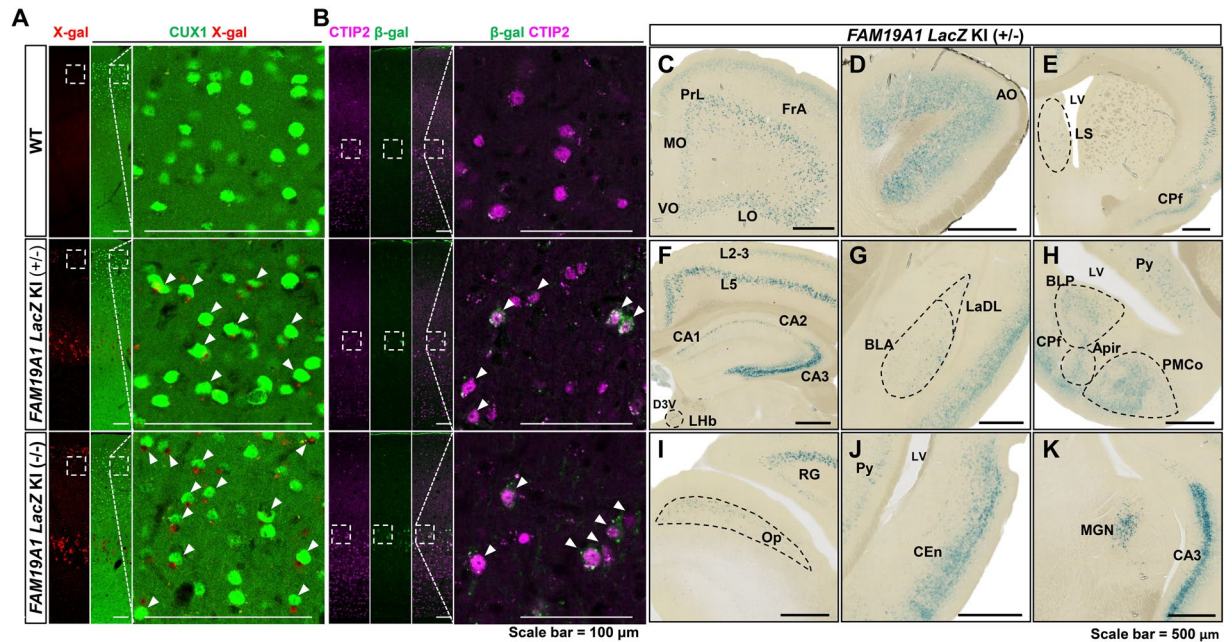 A
X-gal
CUX1 X-gal
B
CTIP2
β-gal
β-gal CTIP2
FAM19A1 LacZ KI (+/-)
WT
FAM19A1 LacZ KI (+/-)
FAM19A1 LacZ KI (-/-)
C
PrL
FrA
MO
VO
LO
D
AO
E
LV
LS
CPf
F
L2-3
L5
CA1
CA2
CA3
D3V
LHb
G
LaDL
BLA
H
LV
Py
BLP
CPf
Apir
PMCo
I
RG
Op
J
Py
LV
CEn
K
MGN
CA3
Scale bar = 100 μm
Scale bar = 500 μm